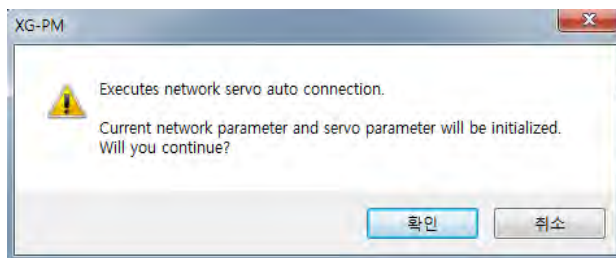 XG-PM
Executes network servo auto connection.
Current network parameter and servo parameter will be initialized.
Will you continue?
확인
취소